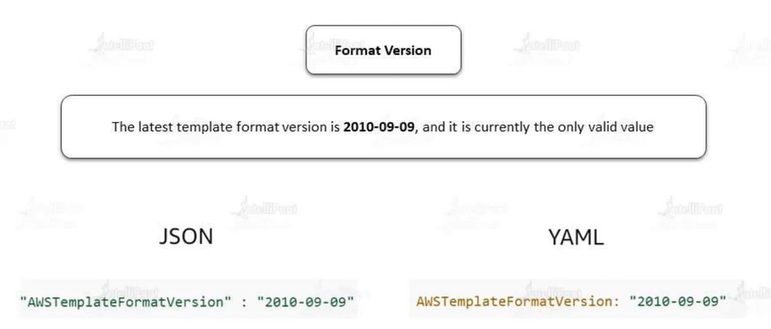 Format Version
The latest template format version is 2010-09-09, and it is currently the only valid value
JSON
YAML
"AWSTemplateFormatVersion" : "2010-09-09"
AWSTemplateFormatVersion: "2010-09-09"